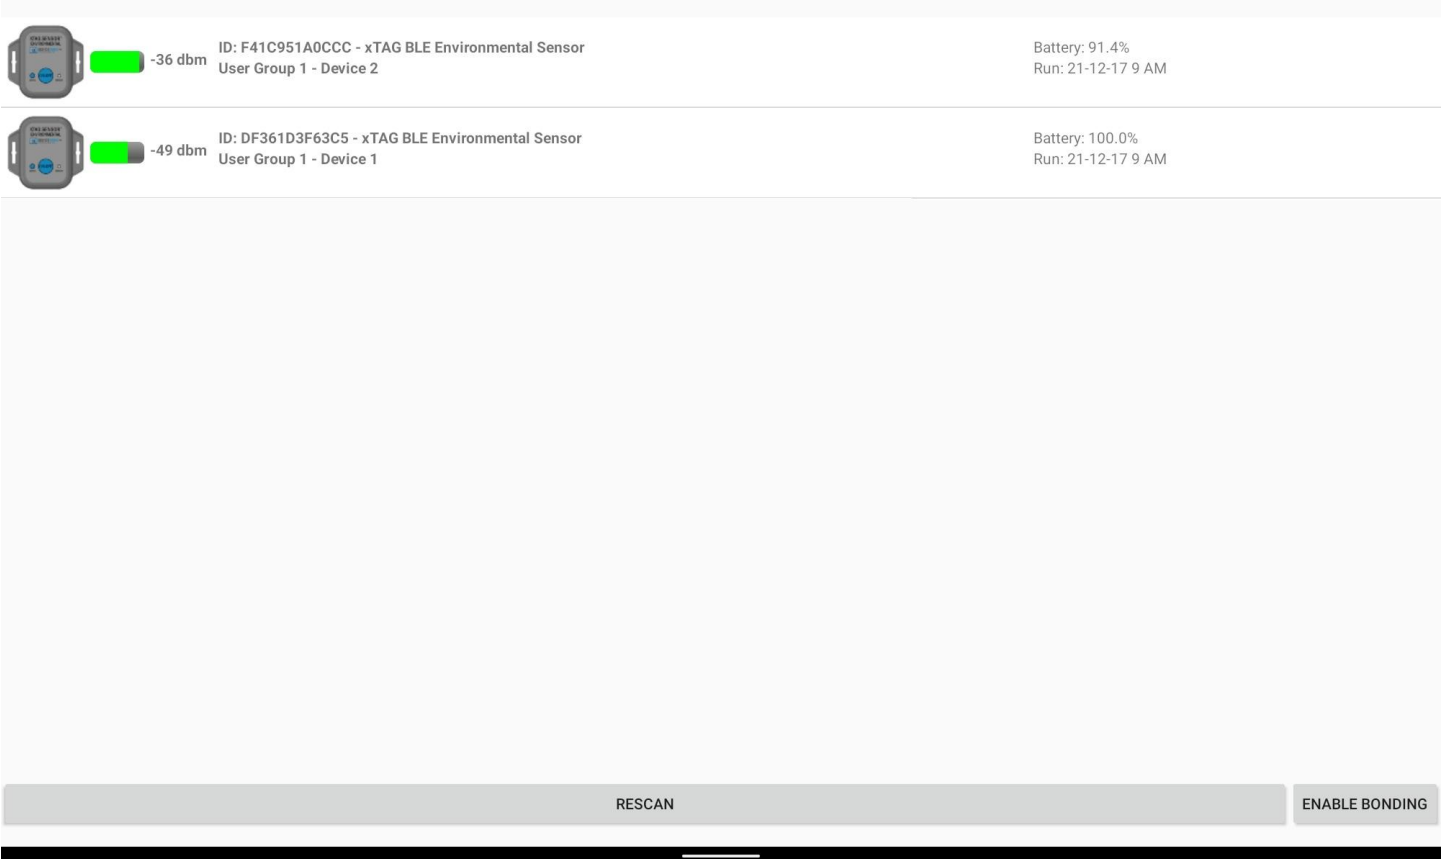 -36 dbm
ID: F41C951A0CCC - xTAG BLE Environmental Sensor
User Group 1 - Device 2
Battery: 91.4%
Run: 21-12-17 9 AM
-49 dbm
ID: DF361D3F63C5 - xTAG BLE Environmental Sensor
User Group 1 - Device 1
Battery: 100.0%
Run: 21-12-17 9 AM
RESCAN
ENABLE BONDING